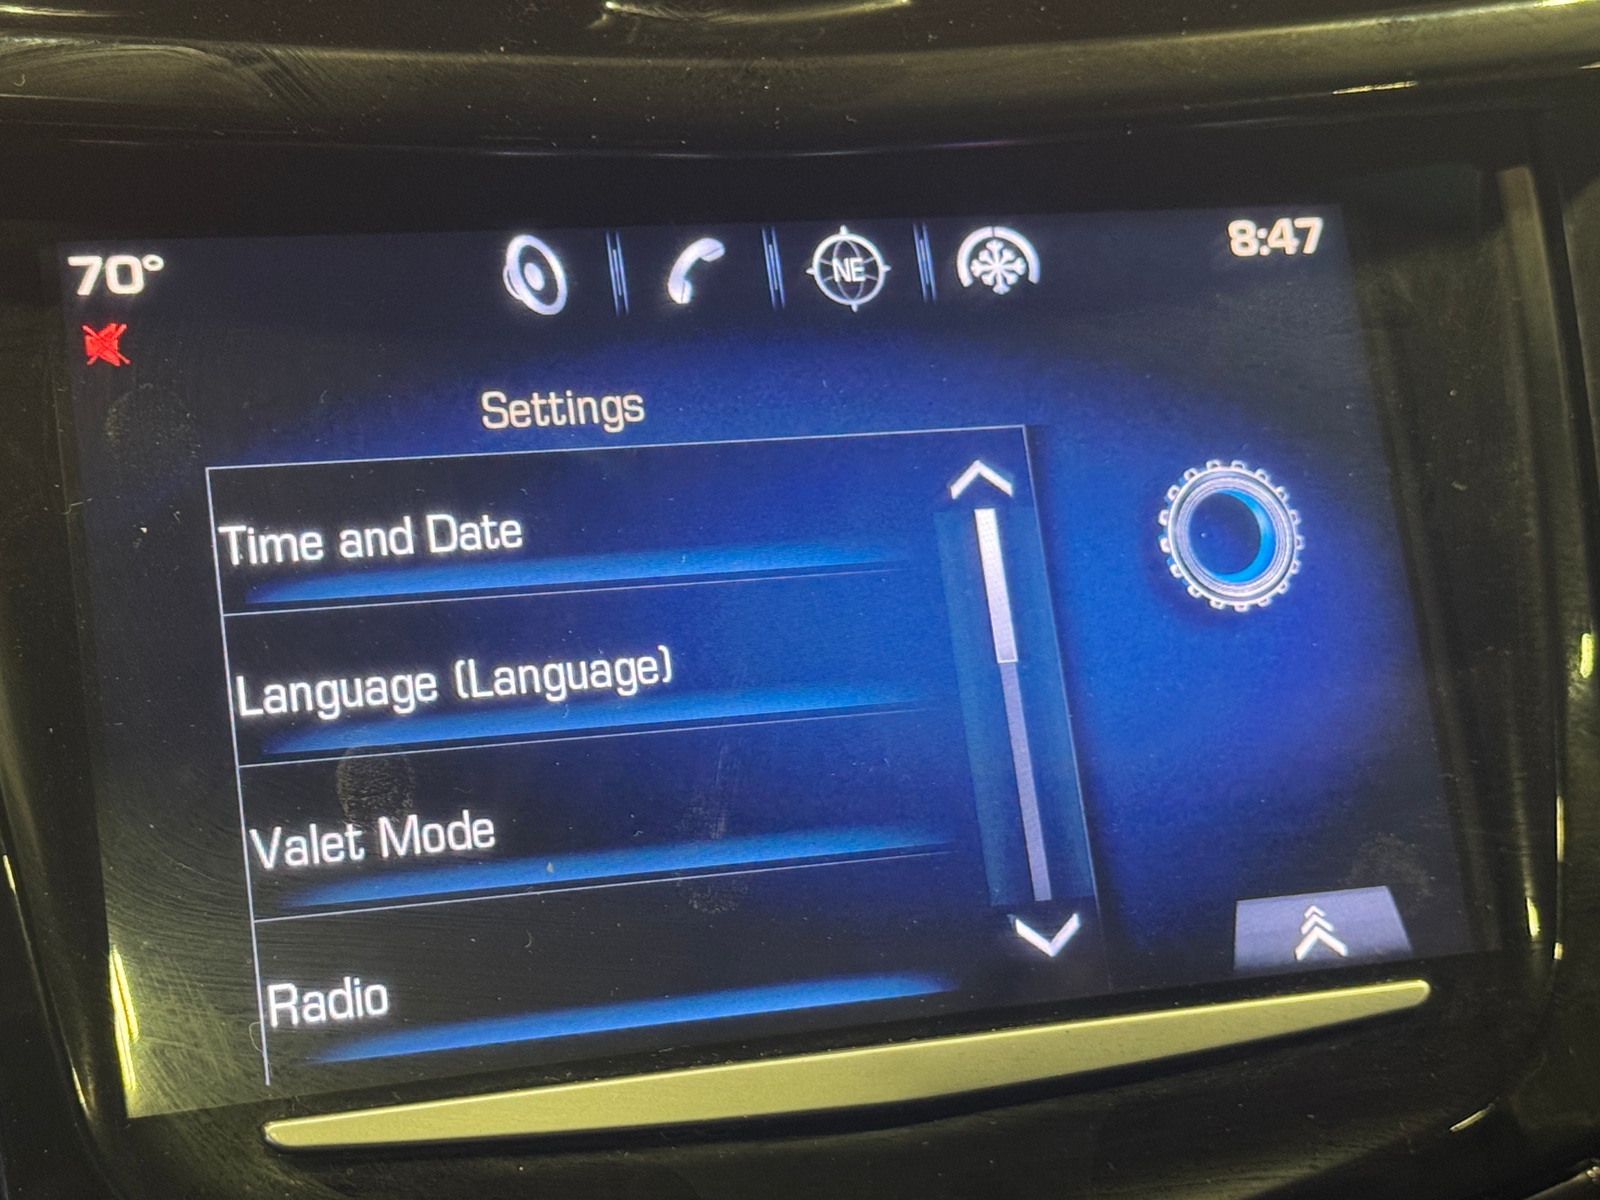 70°
NE
8:47
Settings
Time and Date
Language (Language)
Valet Mode
Radio